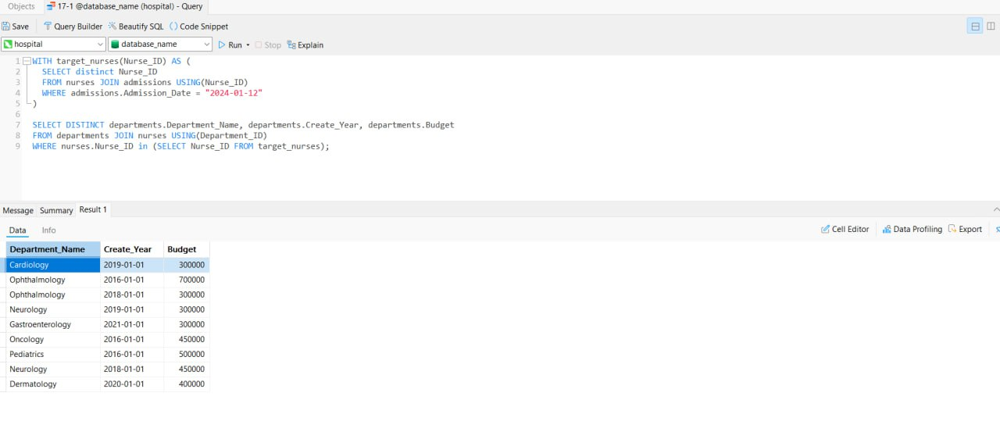 Objects 17-1 @database_name (hospital) - Query
Save Query Builder Beautify SQL () Code Snippet
hospital database_name Run Stop Explain
1 WITH target_nurses(Nurse_ID) AS (
2 SELECT distinct Nurse_ID
3 FROM nurses JOIN admissions USING(Nurse_ID)
4 WHERE admissions.Admission_Date = "2024-01-12"
5 )
6
7 SELECT DISTINCT departments.Department_Name, departments.Create_Year, departments.Budget
8 FROM departments JOIN nurses USING(Department_ID)
9 WHERE nurses.Nurse_ID in (SELECT Nurse_ID FROM target_nurses);
Message Summary Result 1
Data Info Cell Editor Data Profiling Export
Department_Name Create_Year Budget
Cardiology 2019-01-01 300000
Ophthalmology 2016-01-01 700000
Ophthalmology 2018-01-01 300000
Neurology 2019-01-01 300000
Gastroenterology 2021-01-01 300000
Oncology 2016-01-01 450000
Pediatrics 2016-01-01 500000
Neurology 2018-01-01 450000
Dermatology 2020-01-01 400000